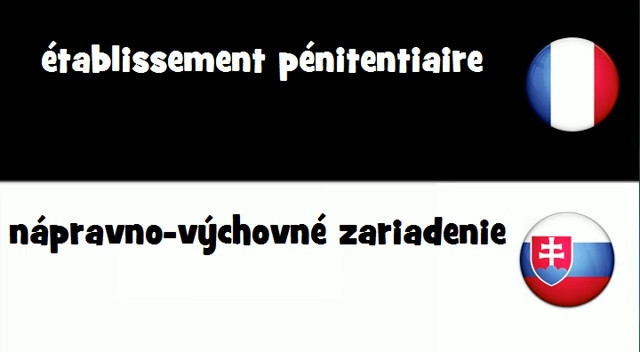 établissement pénitentiaire
nápravno-výchovné zariadenie